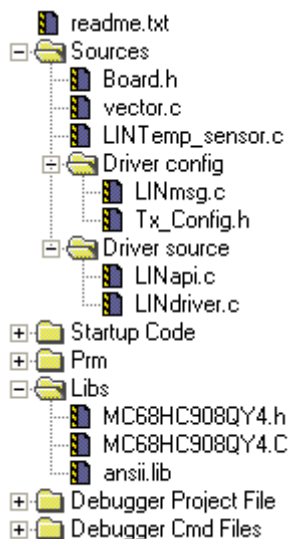 readme.txt
Sources
Board.h
vector.c
LINTemp_sensor.c
Driver config
LINmsg.c
Tx_Config.h
Driver source
LINapi.c
LINdriver.c
Startup Code
Prm
Libs
MC68HC908QY4.h
MC68HC908QY4.C
ansii.lib
Debugger Project File
Debugger Cmd Files